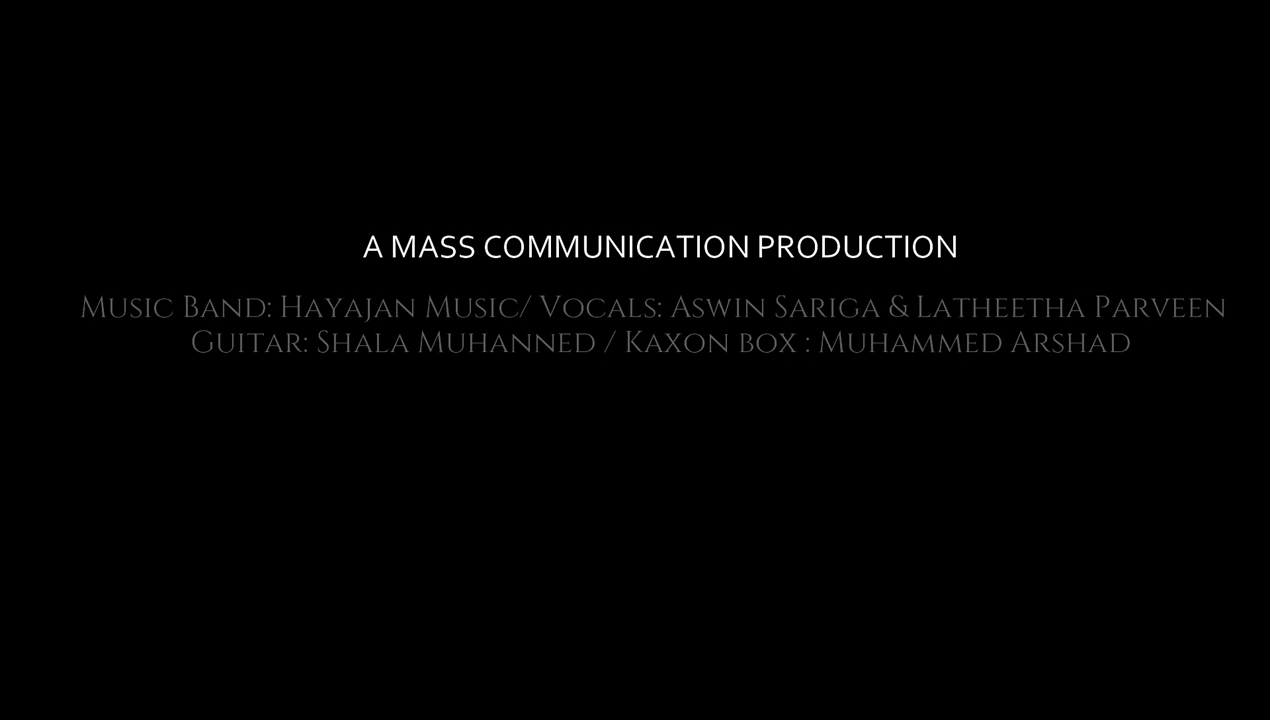 A MASS COMMUNICATION PRODUCTION
Music Band: Hayajan Music/ Vocals: Aswin Sariga & Latheetha Parveen
Guitar: Shala Muhanned / Kaxon box : Muhammed Arshad